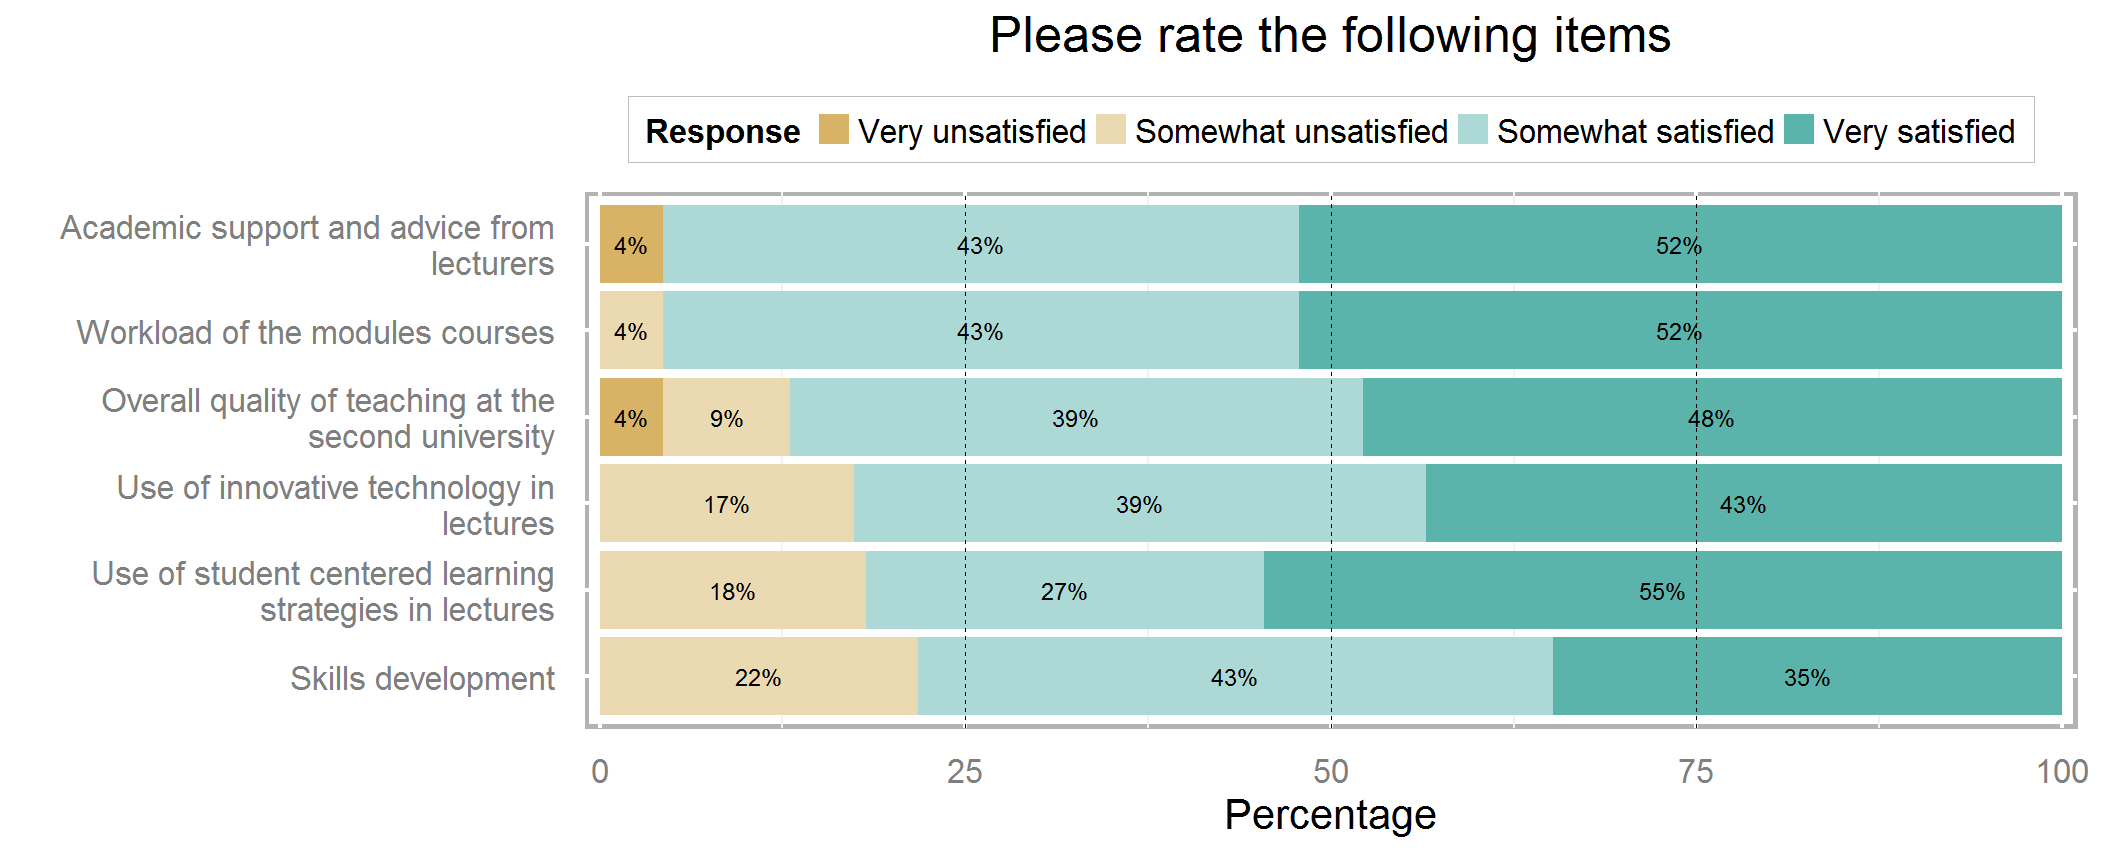 Please rate the following items
Response Very unsatisfied Somewhat unsatisfied Somewhat satisfied Very satisfied
Academic support and advice from
lecturers
4% 43% 52%
Workload of the modules courses
4% 43% 52%
Overall quality of teaching at the
second university
4% 9% 39% 48%
Use of innovative technology in
lectures
17% 39% 43%
Use of student centered learning
strategies in lectures
18% 27% 55%
Skills development
22% 43% 35%
0 25 50 75 100
Percentage